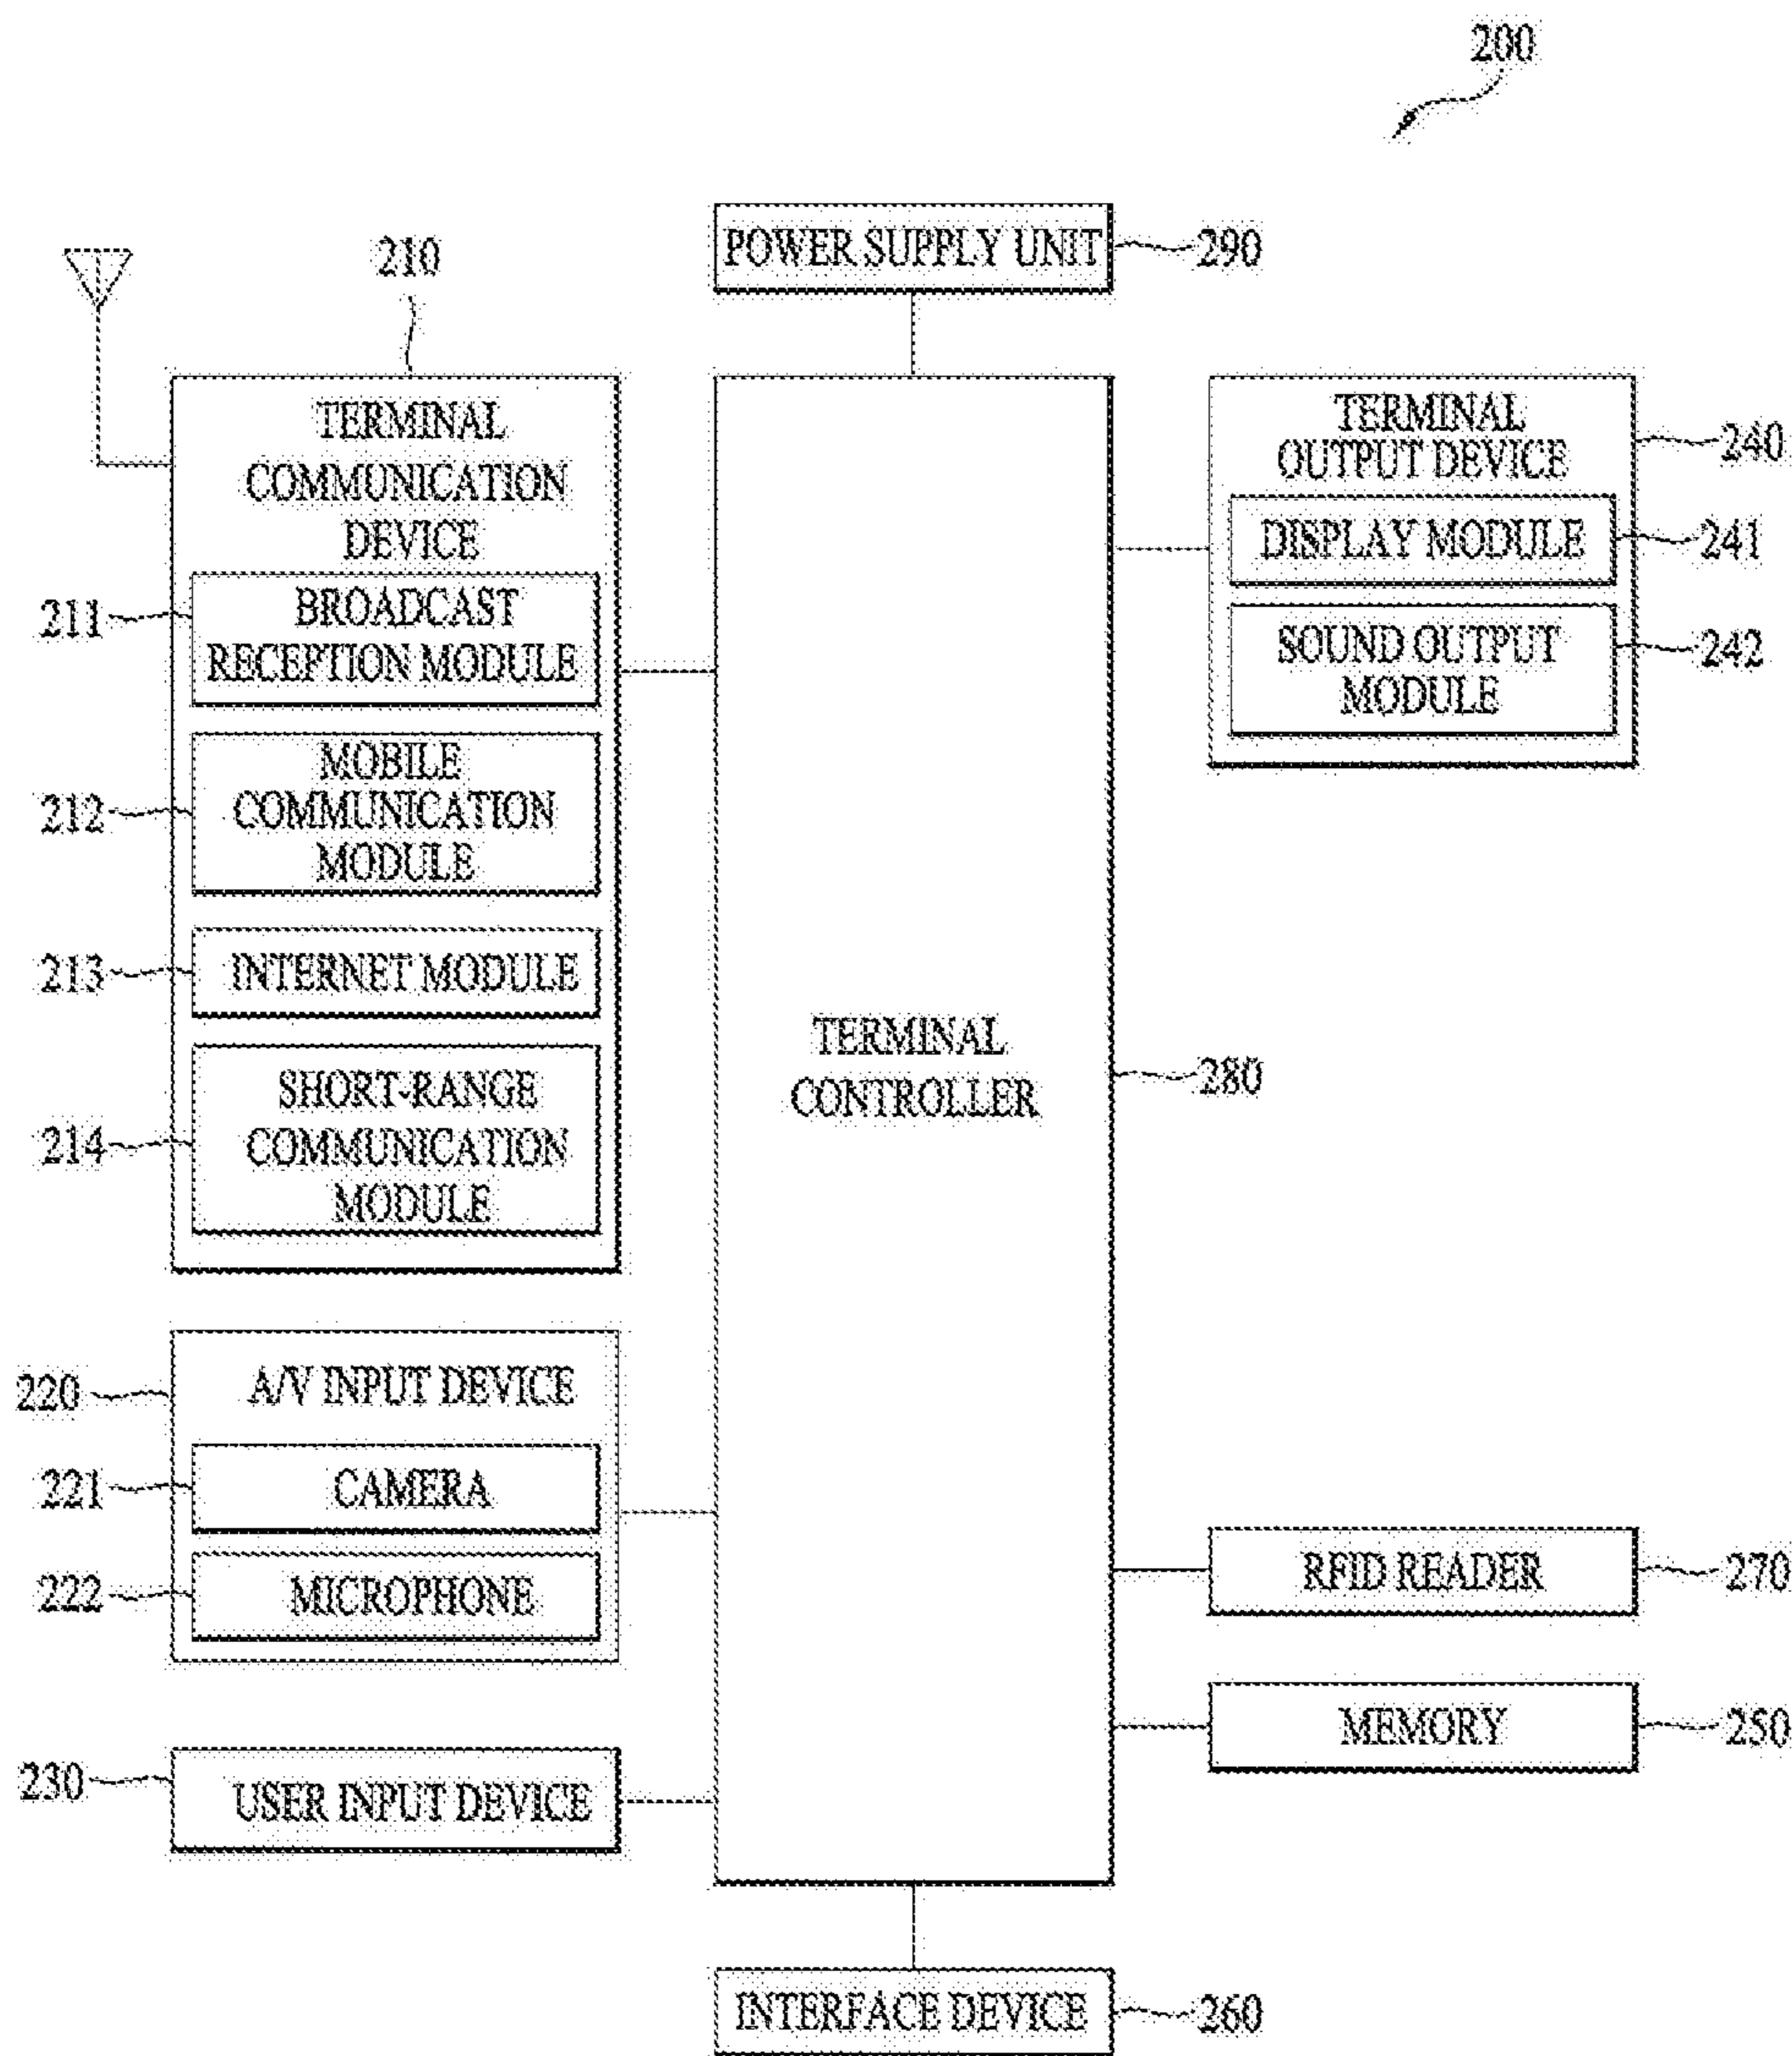 200
POWER SUPPLY UNIT
290
210
TERMINAL
COMMUNICATION
DEVICE
211
BROADCAST
RECEPTION MODULE
212
MOBILE
COMMUNICATION
MODULE
213
INTERNET MODULE
214
SHORT-RANGE
COMMUNICATION
MODULE
220
A/V INPUT DEVICE
221
CAMERA
222
MICROPHONE
230
USER INPUT DEVICE
TERMINAL
CONTROLLER
280
TERMINAL
OUTPUT DEVICE
240
DISPLAY MODULE
241
SOUND OUTPUT
MODULE
242
RFID READER
270
MEMORY
250
INTERFACE DEVICE
260